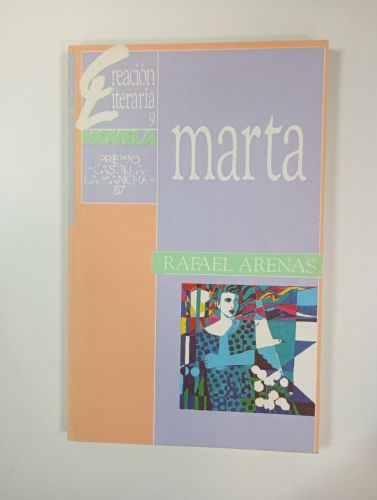 Creación
Literaria
9
NOVELA
PREMIO
"CASTILLA-
LA MANCHA"
87
marta
RAFAEL ARENAS